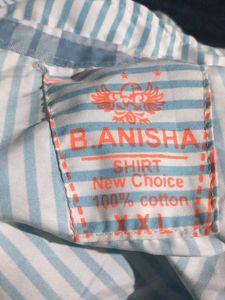 B.ANISHA
SHIRT
New Choice
100% cotton
XXL